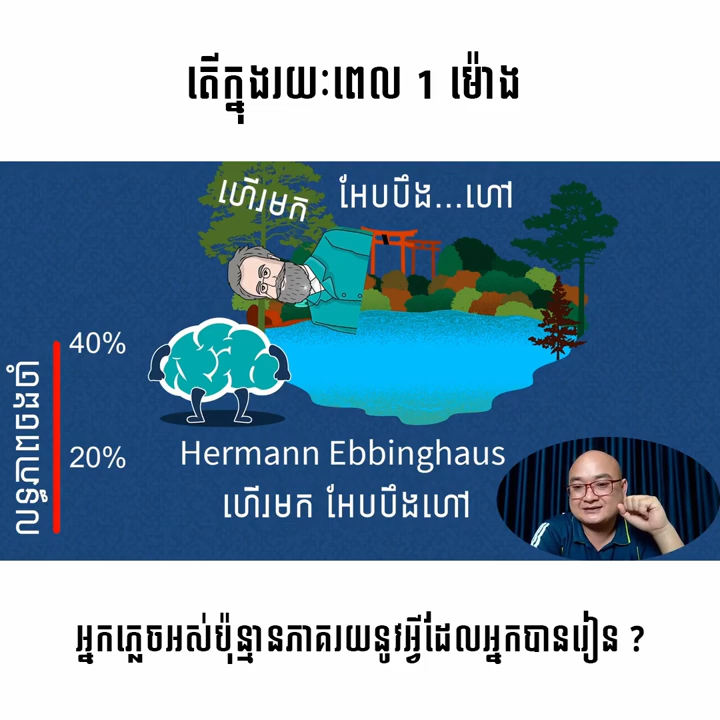 តើក្នុងរយៈពេល 1 ម៉ោង
ហើរមក
អែបបឹង...ហៅ
លទ្ធភាពចងចាំ
40%
20%
Hermann Ebbinghaus
ហើរមក អែបបឹងហៅ
អ្នកភ្លេចអស់ប៉ុន្មានភាគរយនូវអ្វីដែលអ្នកបានរៀន ?